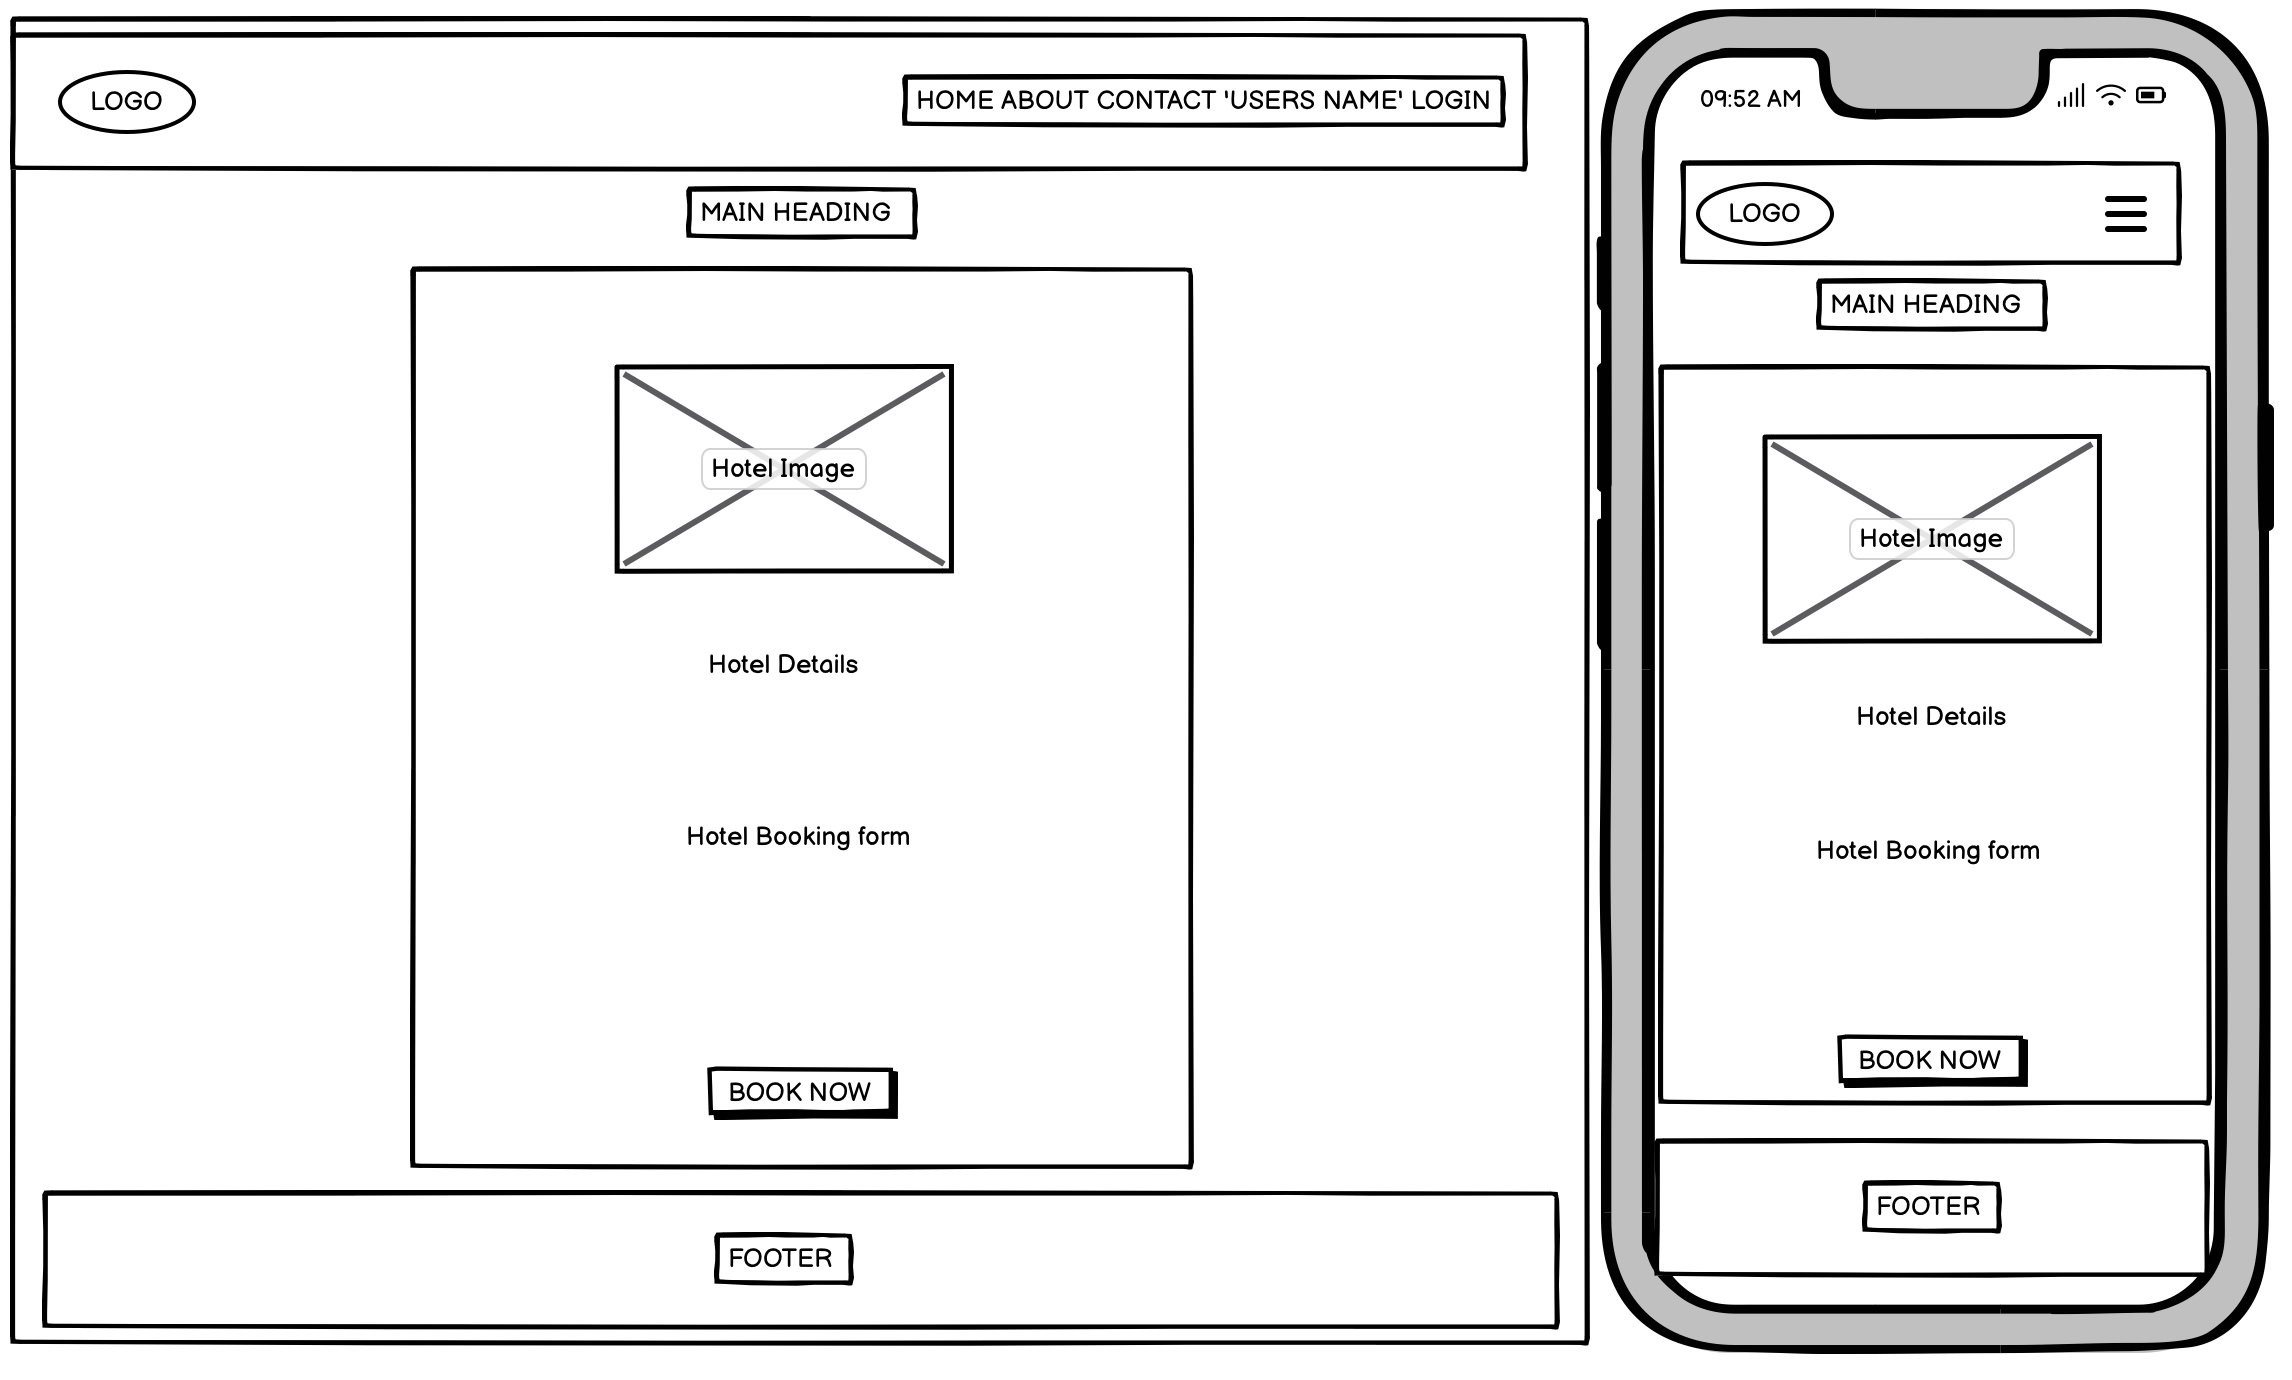 LOGO
HOME ABOUT CONTACT 'USERS NAME' LOGIN
MAIN HEADING
Hotel Image
Hotel Details
Hotel Booking form
BOOK NOW
FOOTER
09:52 AM
LOGO
MAIN HEADING
Hotel Image
Hotel Details
Hotel Booking form
BOOK NOW
FOOTER